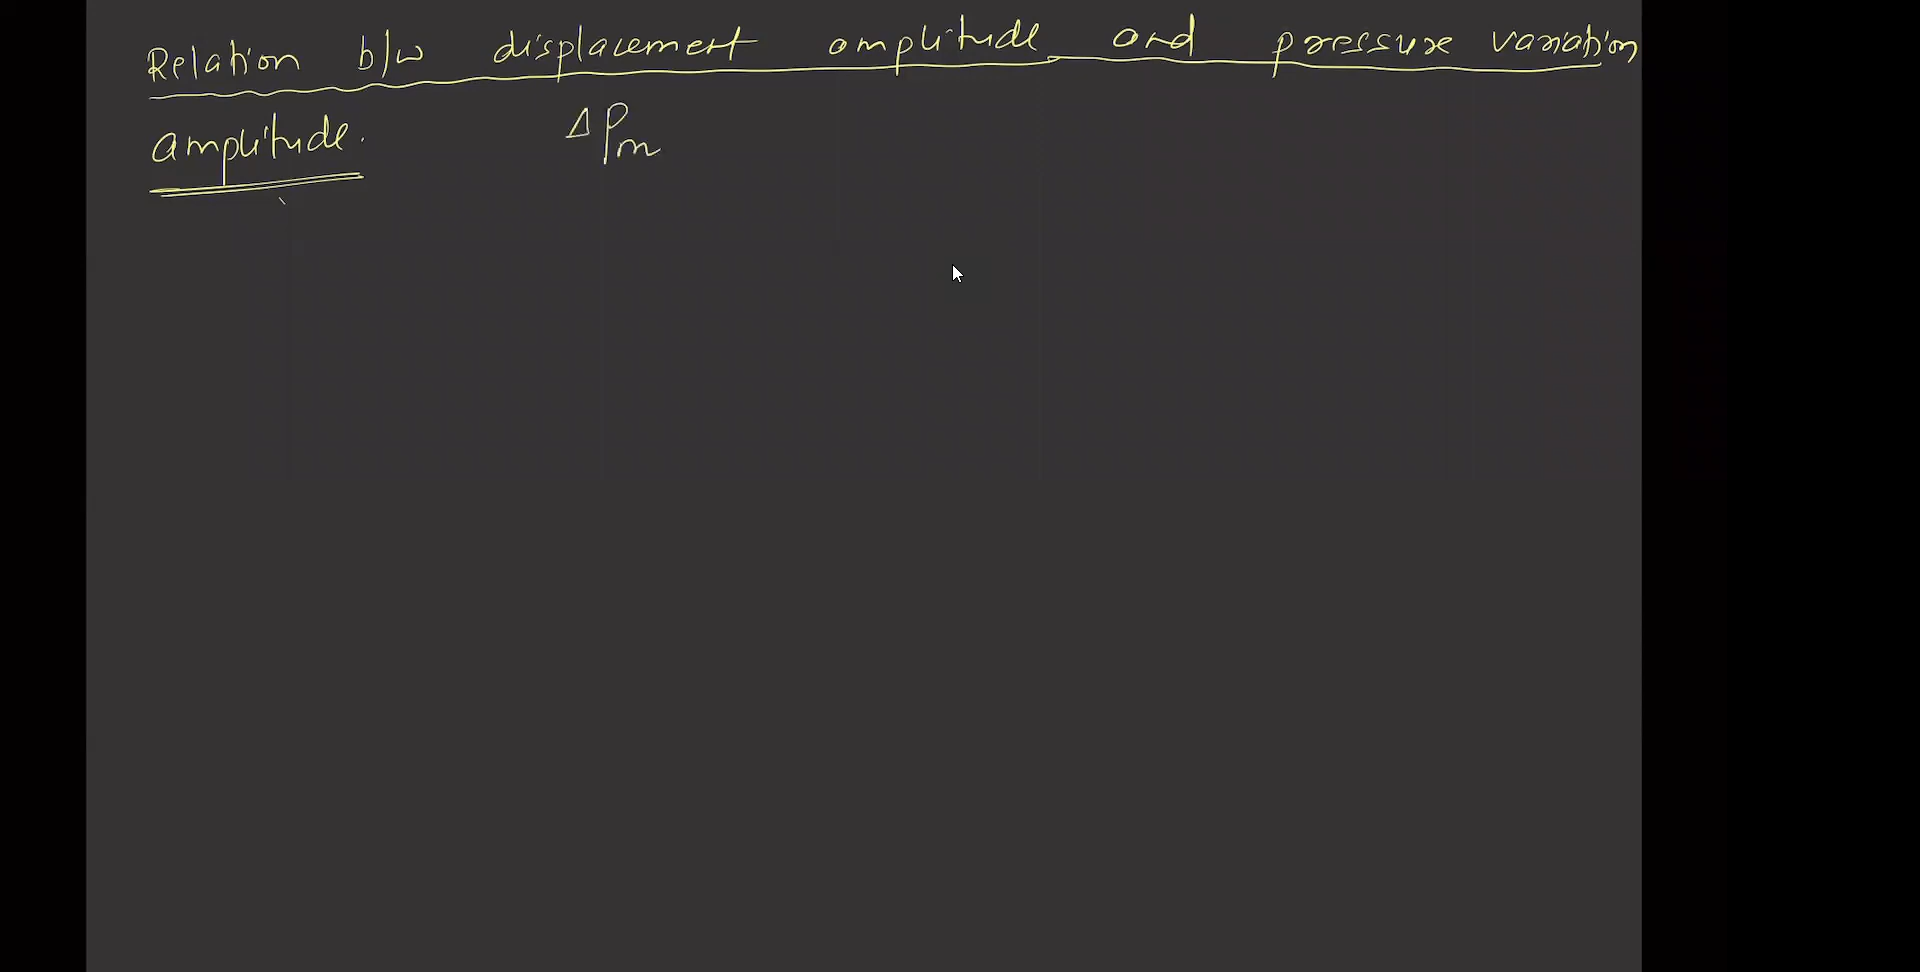 Relation b/w displacement amplitude and pressure variation
amplitude. ΔPm